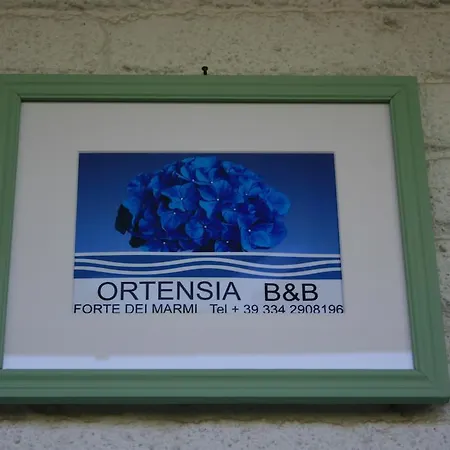 ORTENSIA B&B
FORTE DEI MARMI Tel + 39 334 2908196